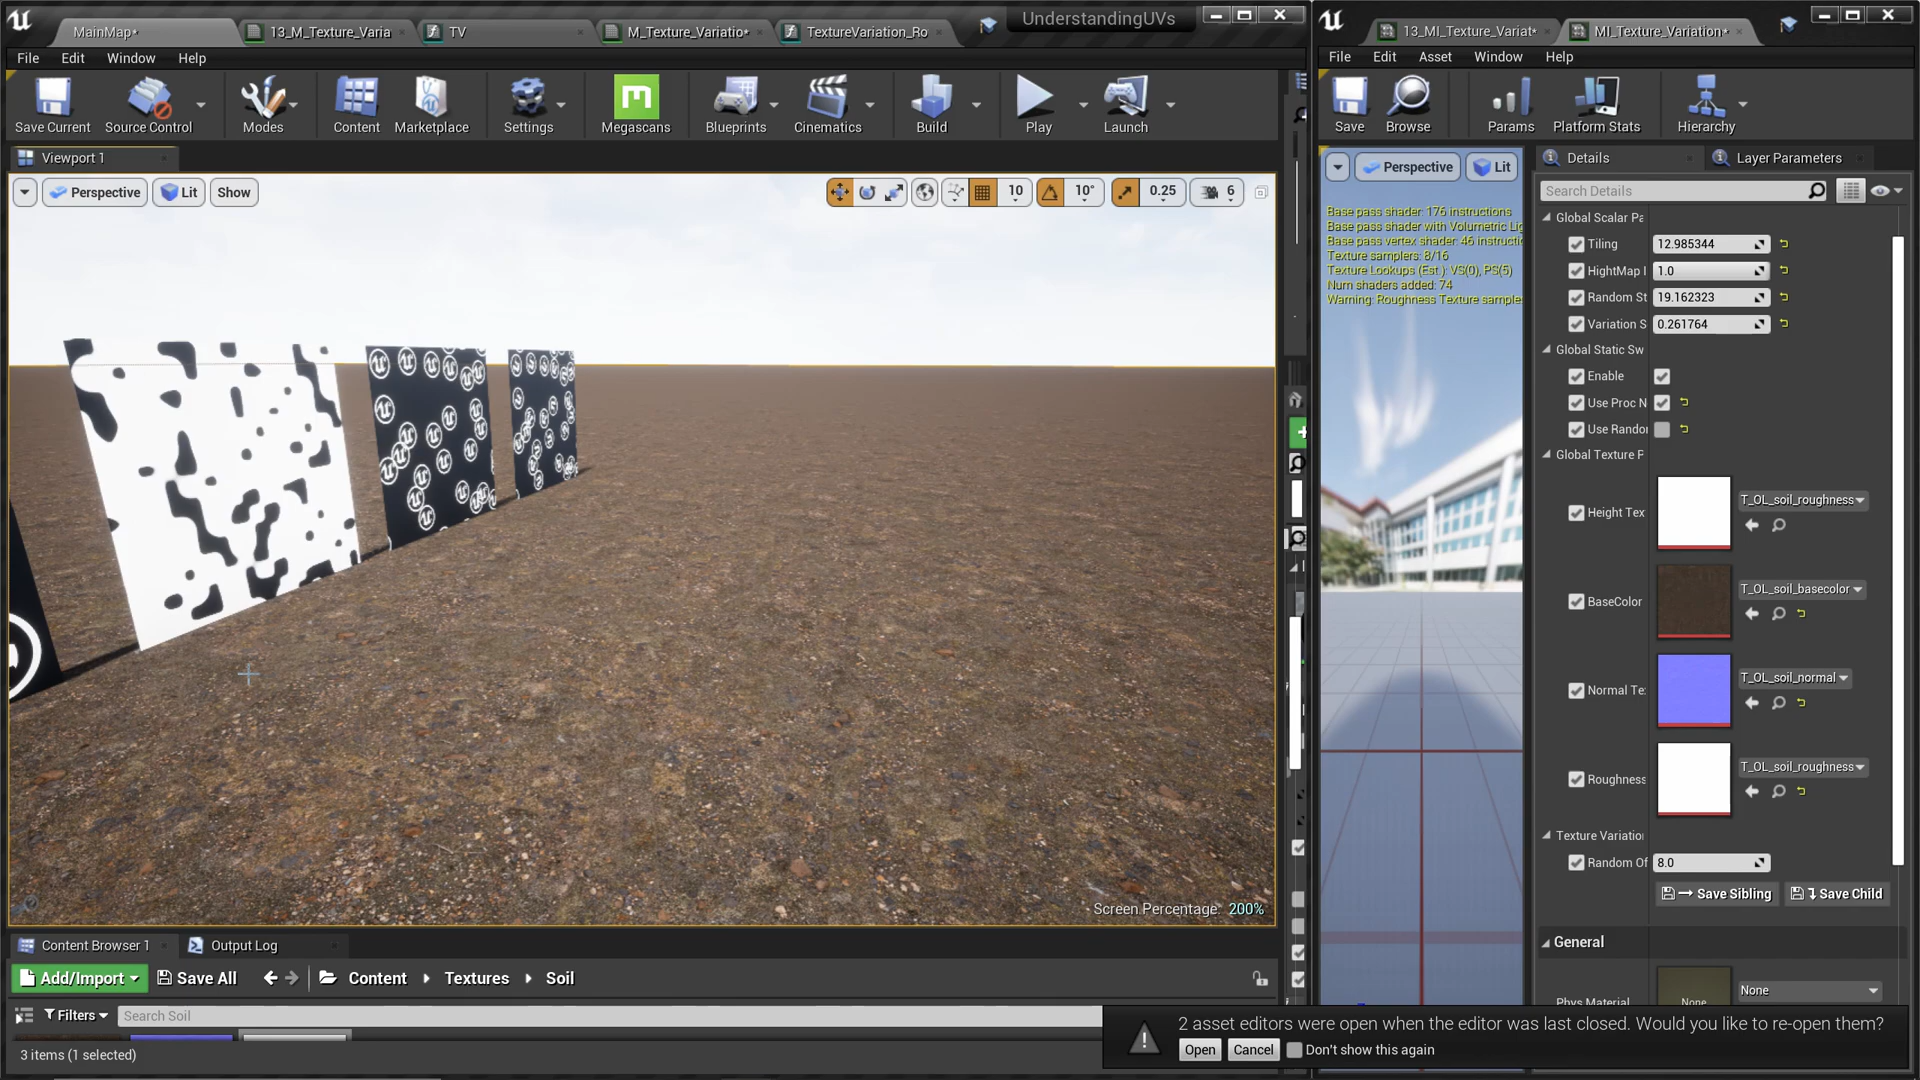 MainMap*
13_M_Texture_Varia
TV
M_Texture_Variatio*
TextureVariation_Ro
UnderstandingUVs
File Edit Window Help
Save Current
Source Control
Modes
Content
Marketplace
Settings
Megascans
Blueprints
Cinematics
Build
Play
Launch
Viewport 1
Perspective
Lit
Show
10
10°
0.25
6
Screen Percentage: 200%
Content Browser 1
Output Log
Add/Import
Save All
Content
Textures
Soil
Filters
Search Soil
3 items (1 selected)
13_MI_Texture_Variat*
MI_Texture_Variation*
File Edit Asset Window Help
Save
Browse
Params
Platform Stats
Hierarchy
Perspective
Lit
Base pass shader: 176 instructions
Base pass shader with Volumetric Lig
Base pass vertex shader: 46 instructi
Texture samplers: 8/16
Texture Lookups (Est.): VS(0), PS(5)
Num shaders added: 74
Warning: Roughness Texture sample
Details
Layer Parameters
Search Details
Global Scalar Pa
Tiling 12.985344
HightMap I 1.0
Random St 19.162323
Variation S 0.261764
Global Static Sw
Enable
Use Proc N
Use Randor
Global Texture P
Height Tex
T_OL_soil_roughness
BaseColor
T_OL_soil_basecolor
Normal Te
T_OL_soil_normal
Roughness
T_OL_soil_roughness
Texture Variatio
Random Of 8.0
Save Sibling
Save Child
General
Phys Material
None
None
2 asset editors were open when the editor was last closed. Would you like to re-open them?
Open
Cancel
Don't show this again